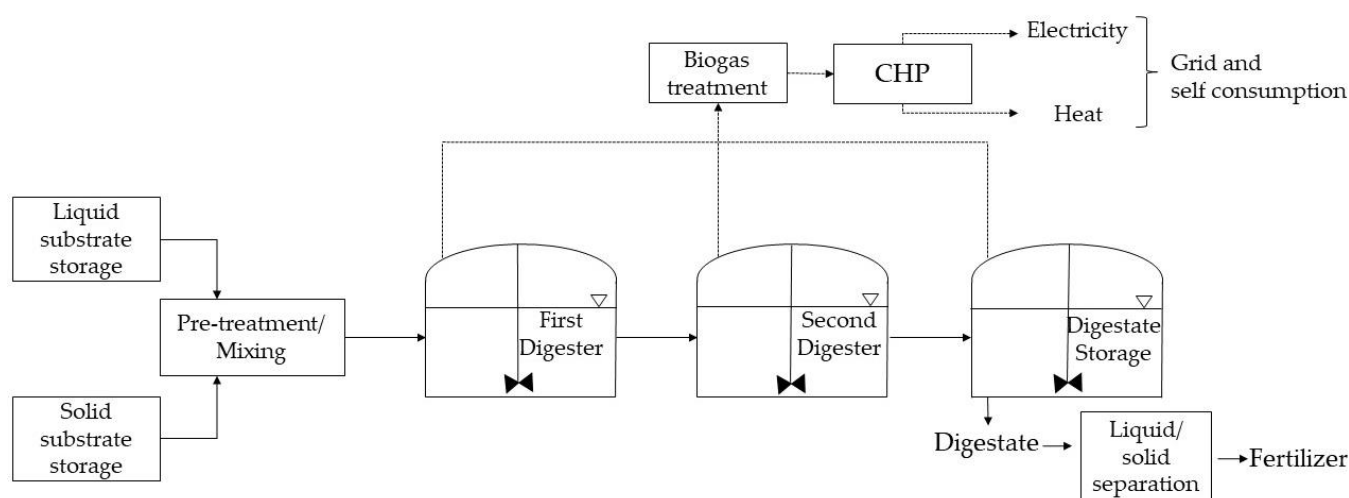 Electricity
Biogas
treatment
CHP
Grid and
self consumption
Heat
Liquid
substrate
storage
Pre-treatment/
Mixing
First
Digester
Second
Digester
Digestate
Storage
Solid
substrate
storage
Digestate
Liquid/
solid
separation
Fertilizer